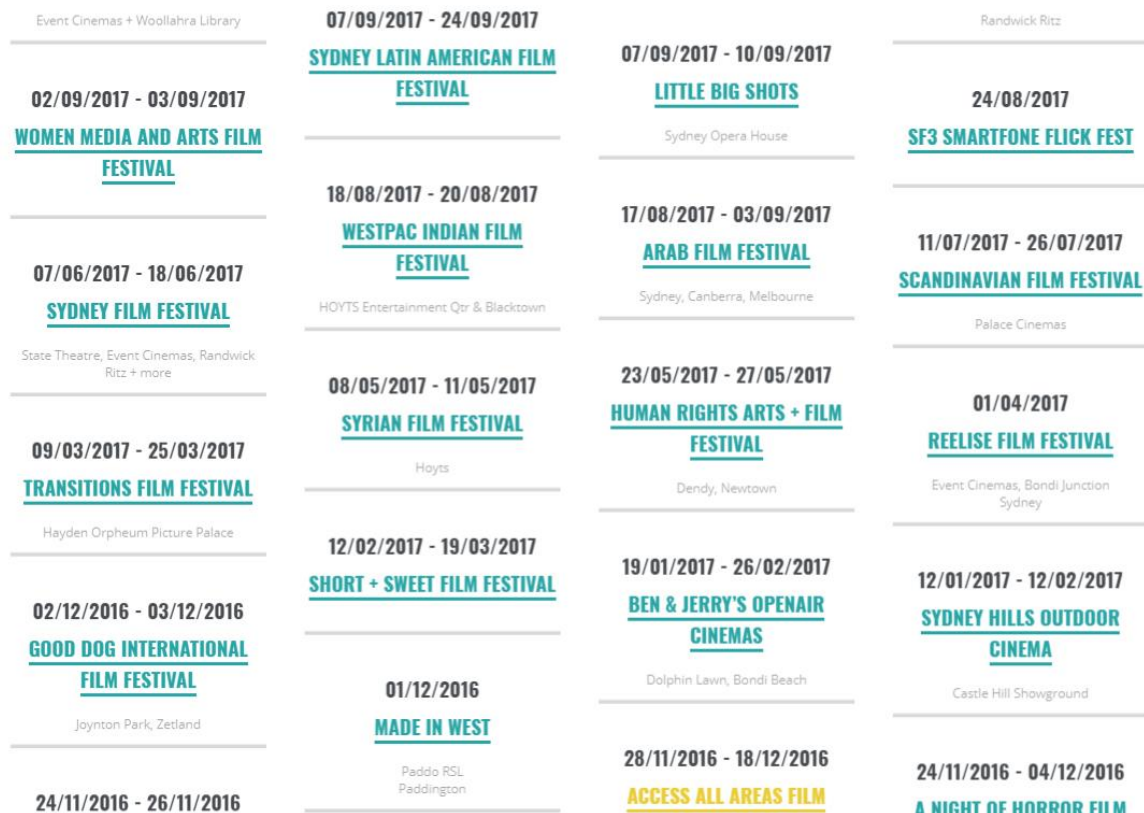 Event Cinemas + Woollahra Library
02/09/2017 - 03/09/2017
WOMEN MEDIA AND ARTS FILM
FESTIVAL
07/06/2017 - 18/06/2017
SYDNEY FILM FESTIVAL
State Theatre, Event Cinemas, Randwick
Ritz + more
09/03/2017 - 25/03/2017
TRANSITIONS FILM FESTIVAL
Hayden Orpheum Picture Palace
02/12/2016 - 03/12/2016
GOOD DOG INTERNATIONAL
FILM FESTIVAL
Joynton Park, Zetland
24/11/2016 - 26/11/2016
07/09/2017 - 24/09/2017
SYDNEY LATIN AMERICAN FILM
FESTIVAL
18/08/2017 - 20/08/2017
WESTPAC INDIAN FILM
FESTIVAL
HOYTS Entertainment Qtr & Blacktown
08/05/2017 - 11/05/2017
SYRIAN FILM FESTIVAL
Hoyts
12/02/2017 - 19/03/2017
SHORT + SWEET FILM FESTIVAL
01/12/2016
MADE IN WEST
Paddo RSL
Paddington
07/09/2017 - 10/09/2017
LITTLE BIG SHOTS
Sydney Opera House
17/08/2017 - 03/09/2017
ARAB FILM FESTIVAL
Sydney, Canberra, Melbourne
23/05/2017 - 27/05/2017
HUMAN RIGHTS ARTS + FILM
FESTIVAL
Dendy, Newtown
19/01/2017 - 26/02/2017
BEN & JERRY'S OPENAIR
CINEMAS
Dolphin Lawn, Bondi Beach
28/11/2016 - 18/12/2016
ACCESS ALL AREAS FILM
Randwick Ritz
24/08/2017
SF3 SMARTFONE FLICK FEST
11/07/2017 - 26/07/2017
SCANDINAVIAN FILM FESTIVAL
Palace Cinemas
01/04/2017
REELISE FILM FESTIVAL
Event Cinemas, Bondi Junction
Sydney
12/01/2017 - 12/02/2017
SYDNEY HILLS OUTDOOR
CINEMA
Castle Hill Showground
24/11/2016 - 04/12/2016
A NIGHT OF HORROR FILM